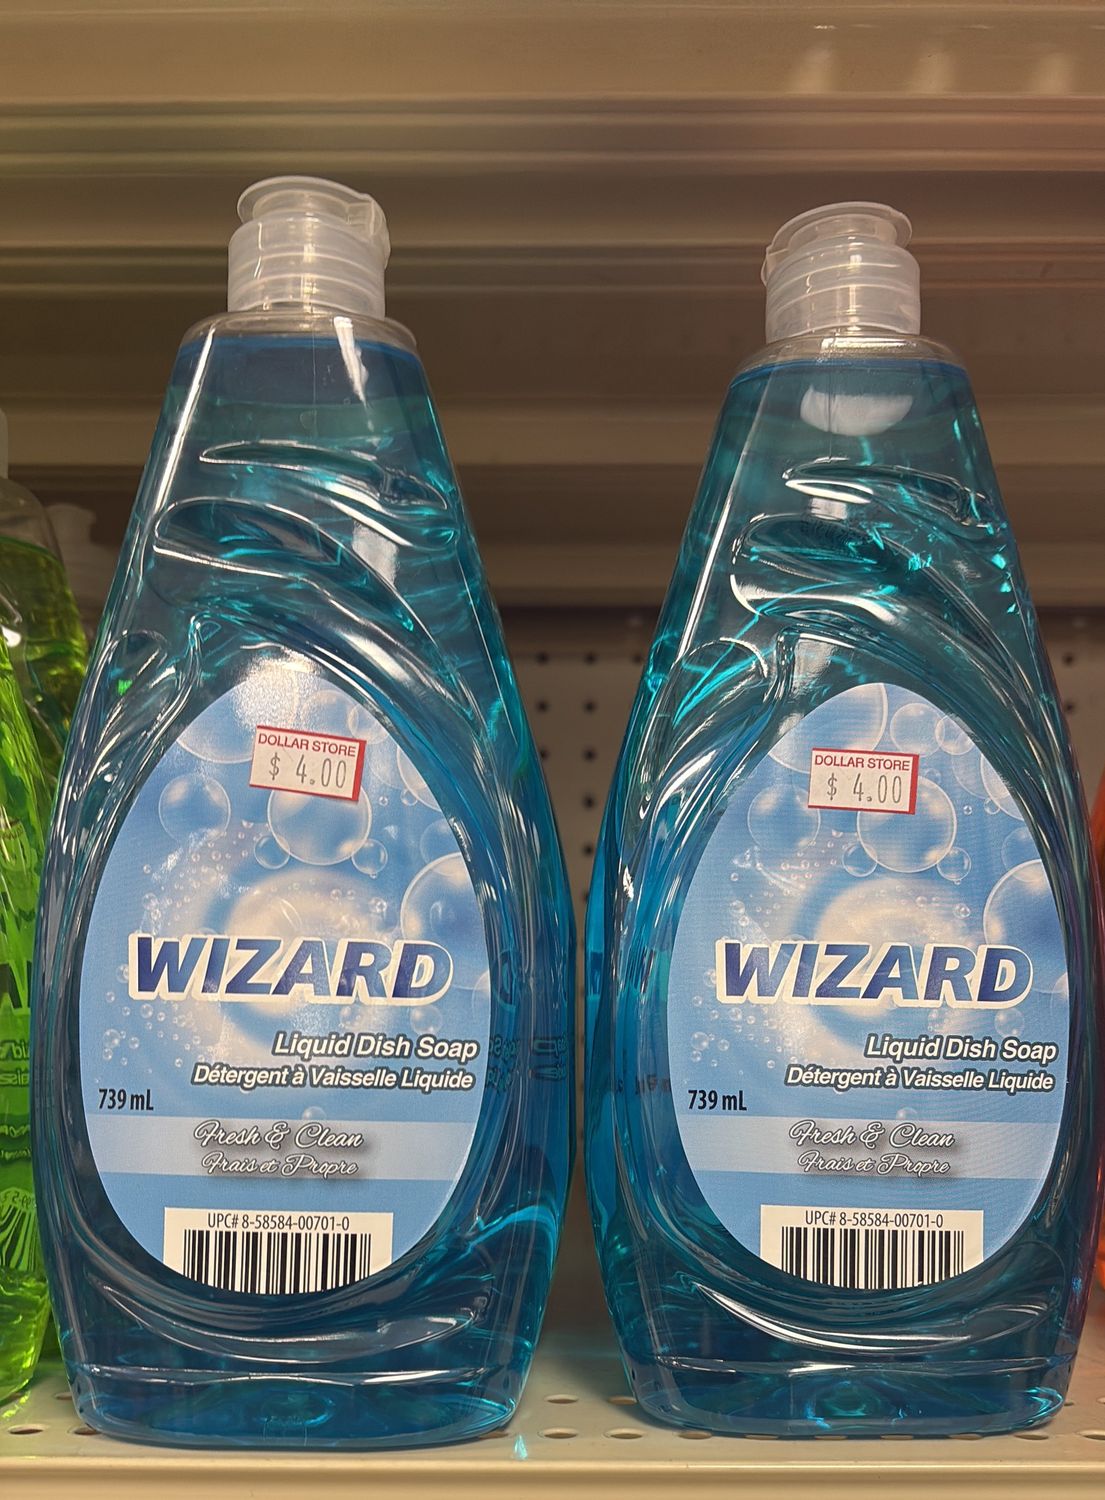 DOLLAR STORE
$ 4.00
WIZARD
Liquid Dish Soap
Détergent à Vaisselle Liquide
739 mL
Fresh & Clean
Frais et Propre
UPC# 8-58584-00701-0
DOLLAR STORE
$ 4.00
WIZARD
Liquid Dish Soap
Détergent à Vaisselle Liquide
739 mL
Fresh & Clean
Frais et Propre
UPC# 8-58584-00701-0